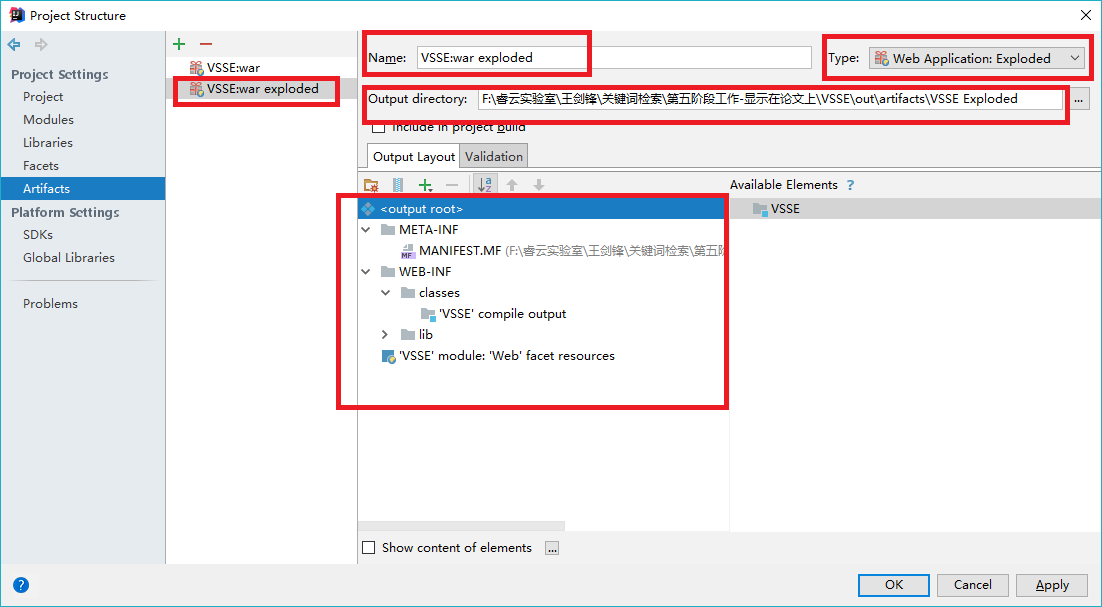 Project Structure
Project Settings
Project
Modules
Libraries
Facets
Artifacts
Platform Settings
SDKs
Global Libraries
Problems
VSSE:war
VSSE:war exploded
Name: VSSE:war exploded
Type: Web Application: Exploded
Output directory: F:\睿云实验室\王剑锋\关键词检索\第五阶段工作-显示在论文上\VSSE\out\artifacts\VSSE Exploded ...
Include in project build
Output Layout Validation
Available Elements ?
<output root>
META-INF
MANIFEST.MF (F:\睿云实验室\王剑锋\关键词检索\第五阶
WEB-INF
classes
'VSSE' compile output
lib
'VSSE' module: 'Web' facet resources
VSSE
Show content of elements ...
? OK Cancel Apply